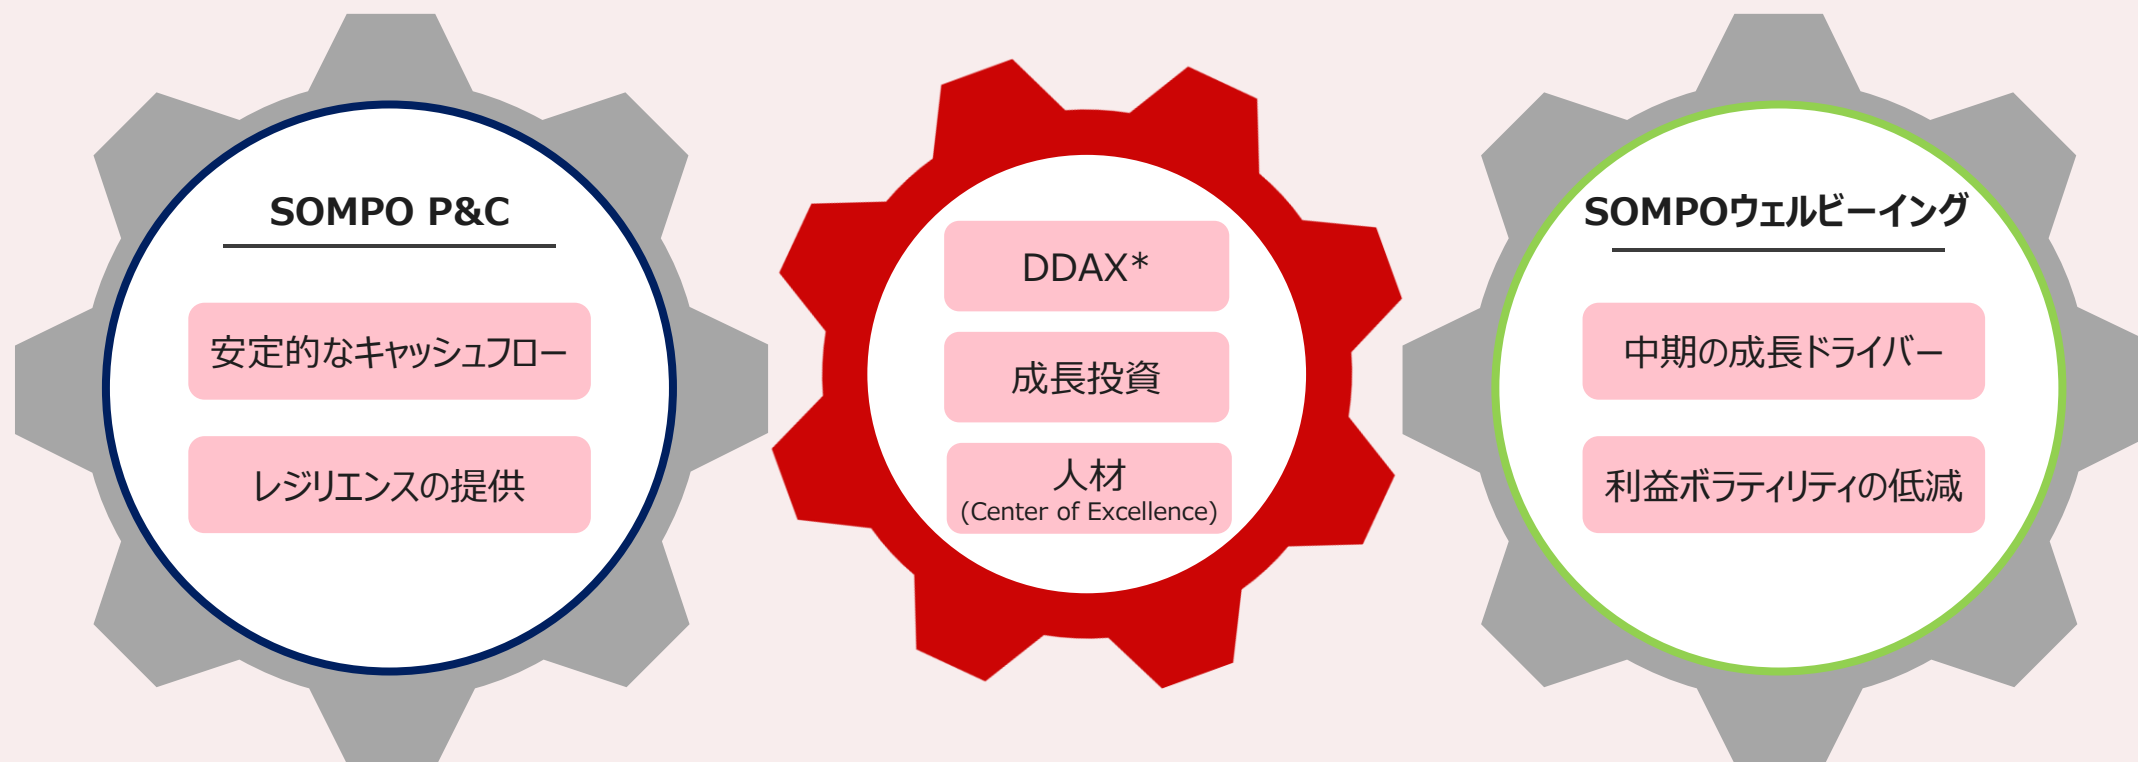 SOMPO P&C
安定的なキャッシュフロー
レジリエンスの提供
DDAX*
成長投資
人材
(Center of Excellence)
SOMPOウェルビーイング
中期の成長ドライバー
利益ボラティリティの低減